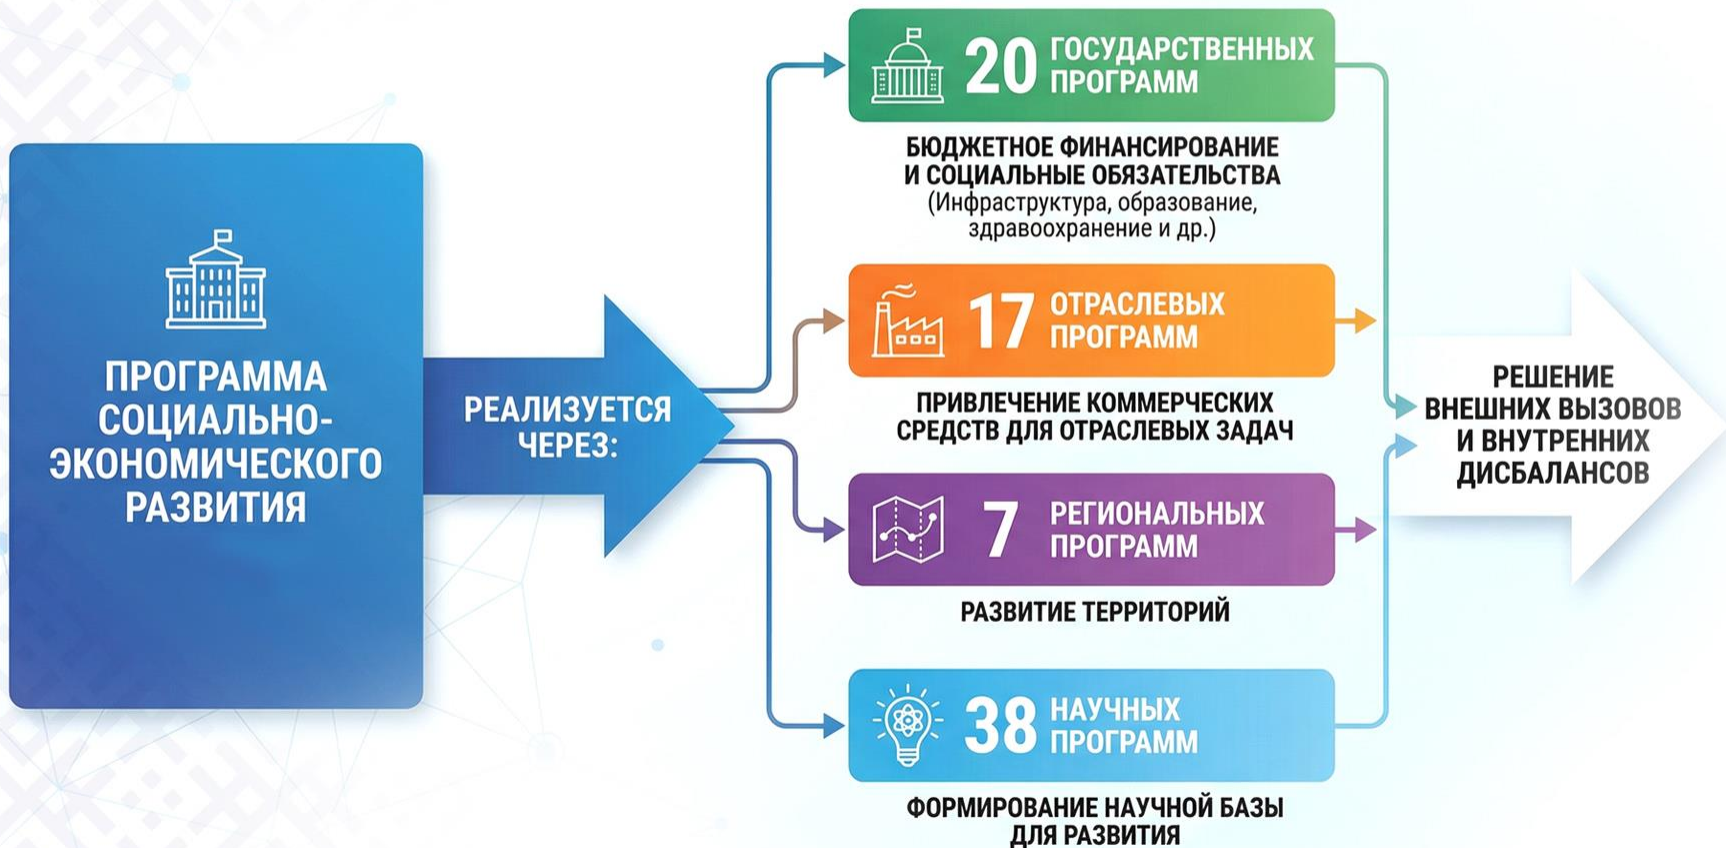 ПРОГРАММА
СОЦИАЛЬНО-
ЭКОНОМИЧЕСКОГО
РАЗВИТИЯ
РЕАЛИЗУЕТСЯ
ЧЕРЕЗ:
20 ГОСУДАРСТВЕННЫХ
ПРОГРАММ
БЮДЖЕТНОЕ ФИНАНСИРОВАНИЕ
И СОЦИАЛЬНЫЕ ОБЯЗАТЕЛЬСТВА
(Инфраструктура, образование,
здравоохранение и др.)
17 ОТРАСЛЕВЫХ
ПРОГРАММ
ПРИВЛЕЧЕНИЕ КОММЕРЧЕСКИХ
СРЕДСТВ ДЛЯ ОТРАСЛЕВЫХ ЗАДАЧ
7 РЕГИОНАЛЬНЫХ
ПРОГРАММ
РАЗВИТИЕ ТЕРРИТОРИЙ
38 НАУЧНЫХ
ПРОГРАММ
ФОРМИРОВАНИЕ НАУЧНОЙ БАЗЫ
ДЛЯ РАЗВИТИЯ
РЕШЕНИЕ
ВНЕШНИХ ВЫЗОВОВ
И ВНУТРЕННИХ
ДИСБАЛАНСОВ